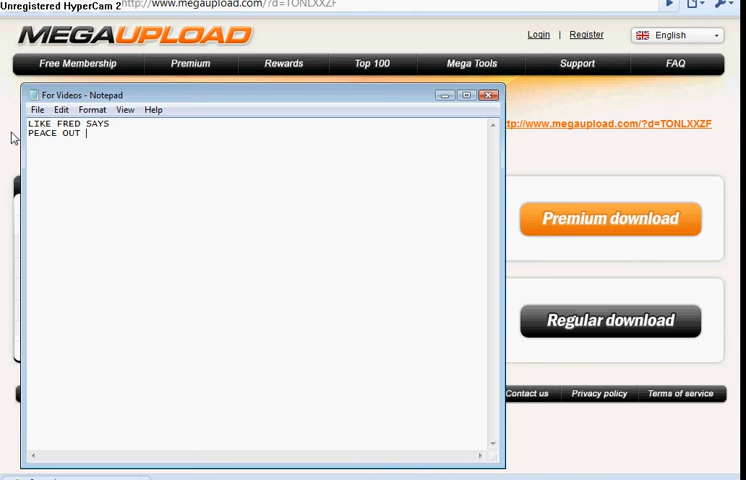 Unregistered HyperCam 2
http://www.megaupload.com/?d=TONLXXZF
MEGAUPLOAD
Login | Register
English
Free Membership
Premium
Rewards
Top 100
Mega Tools
Support
FAQ
For Videos - Notepad
File Edit Format View Help
LIKE FRED SAYS
PEACE OUT
ttp://www.megaupload.com/?d=TONLXXZF
Premium download
Regular download
Contact us
Privacy policy
Terms of service